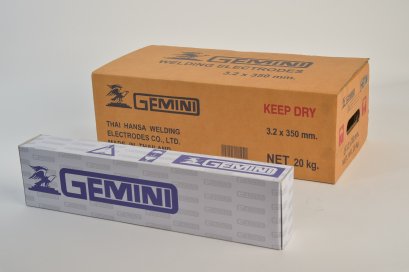 GEMINI
WELDING ELECTRODES
3.2 x 350 mm.
GEMINI
THAI HANSA WELDING
ELECTRODES CO., LTD.
MADE IN THAILAND
KEEP DRY
3.2 x 350 mm.
NET 20 kg.
GEMINI
GEMINI